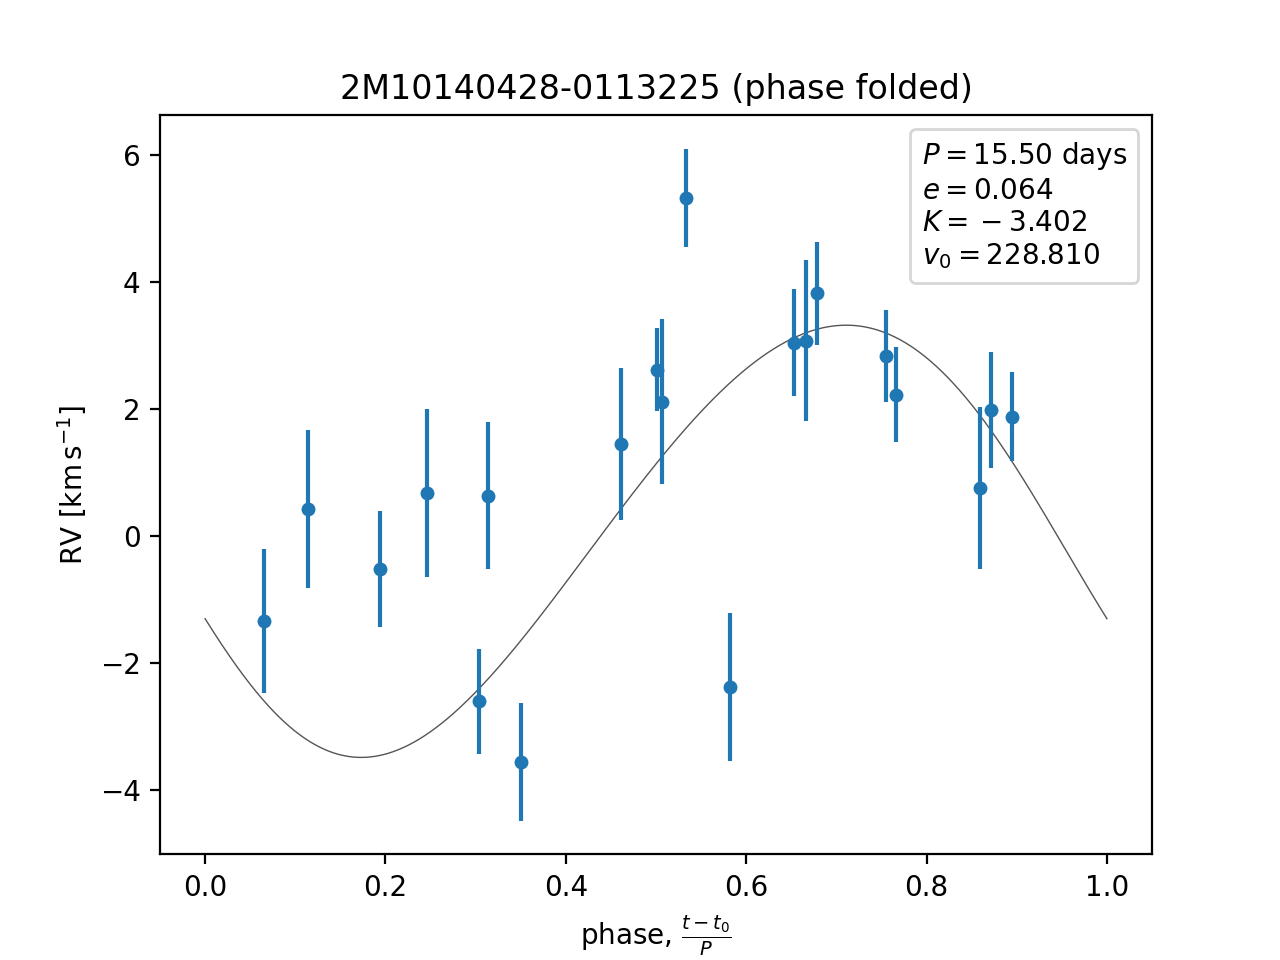 2M10140428-0113225 (phase folded)
P = 15.50 days
e = 0.064
K = −3.402
v₀ = 228.810
RV [km s⁻¹]
6
4
2
0
−2
−4
0.0 0.2 0.4 0.6 0.8 1.0
phase, (t − t₀)/P